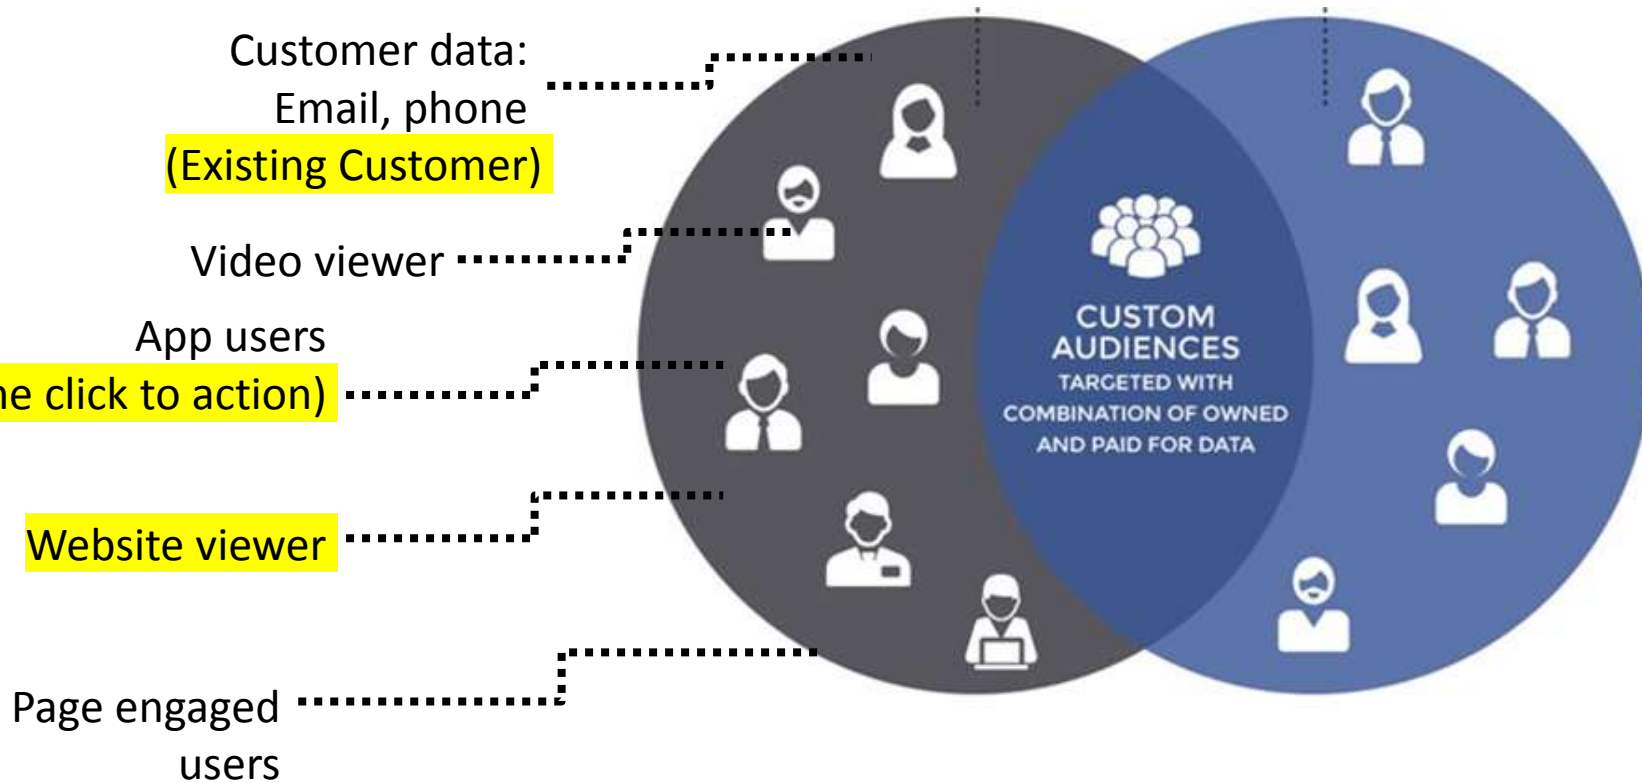 Customer data:
Email, phone
(Existing Customer)
Video viewer
App users
click to action)
Website viewer
Page engaged
users
CUSTOM
AUDIENCES
TARGETED WITH
COMBINATION OF OWNED
AND PAID FOR DATA